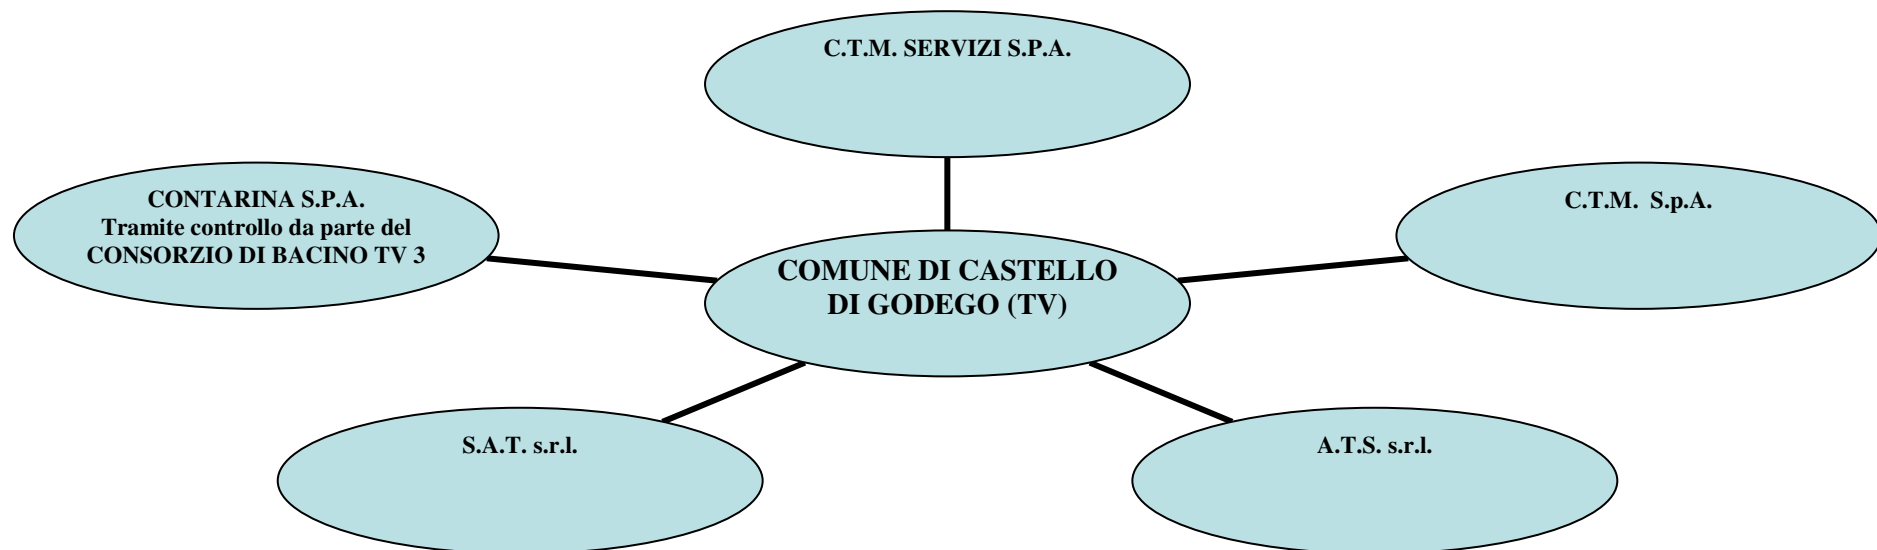 C.T.M. SERVIZI S.P.A.
CONTARINA S.P.A.
Tramite controllo da parte del
CONSORZIO DI BACINO TV 3
C.T.M. S.p.A.
COMUNE DI CASTELLO
DI GODEGO (TV)
S.A.T. s.r.l.
A.T.S. s.r.l.